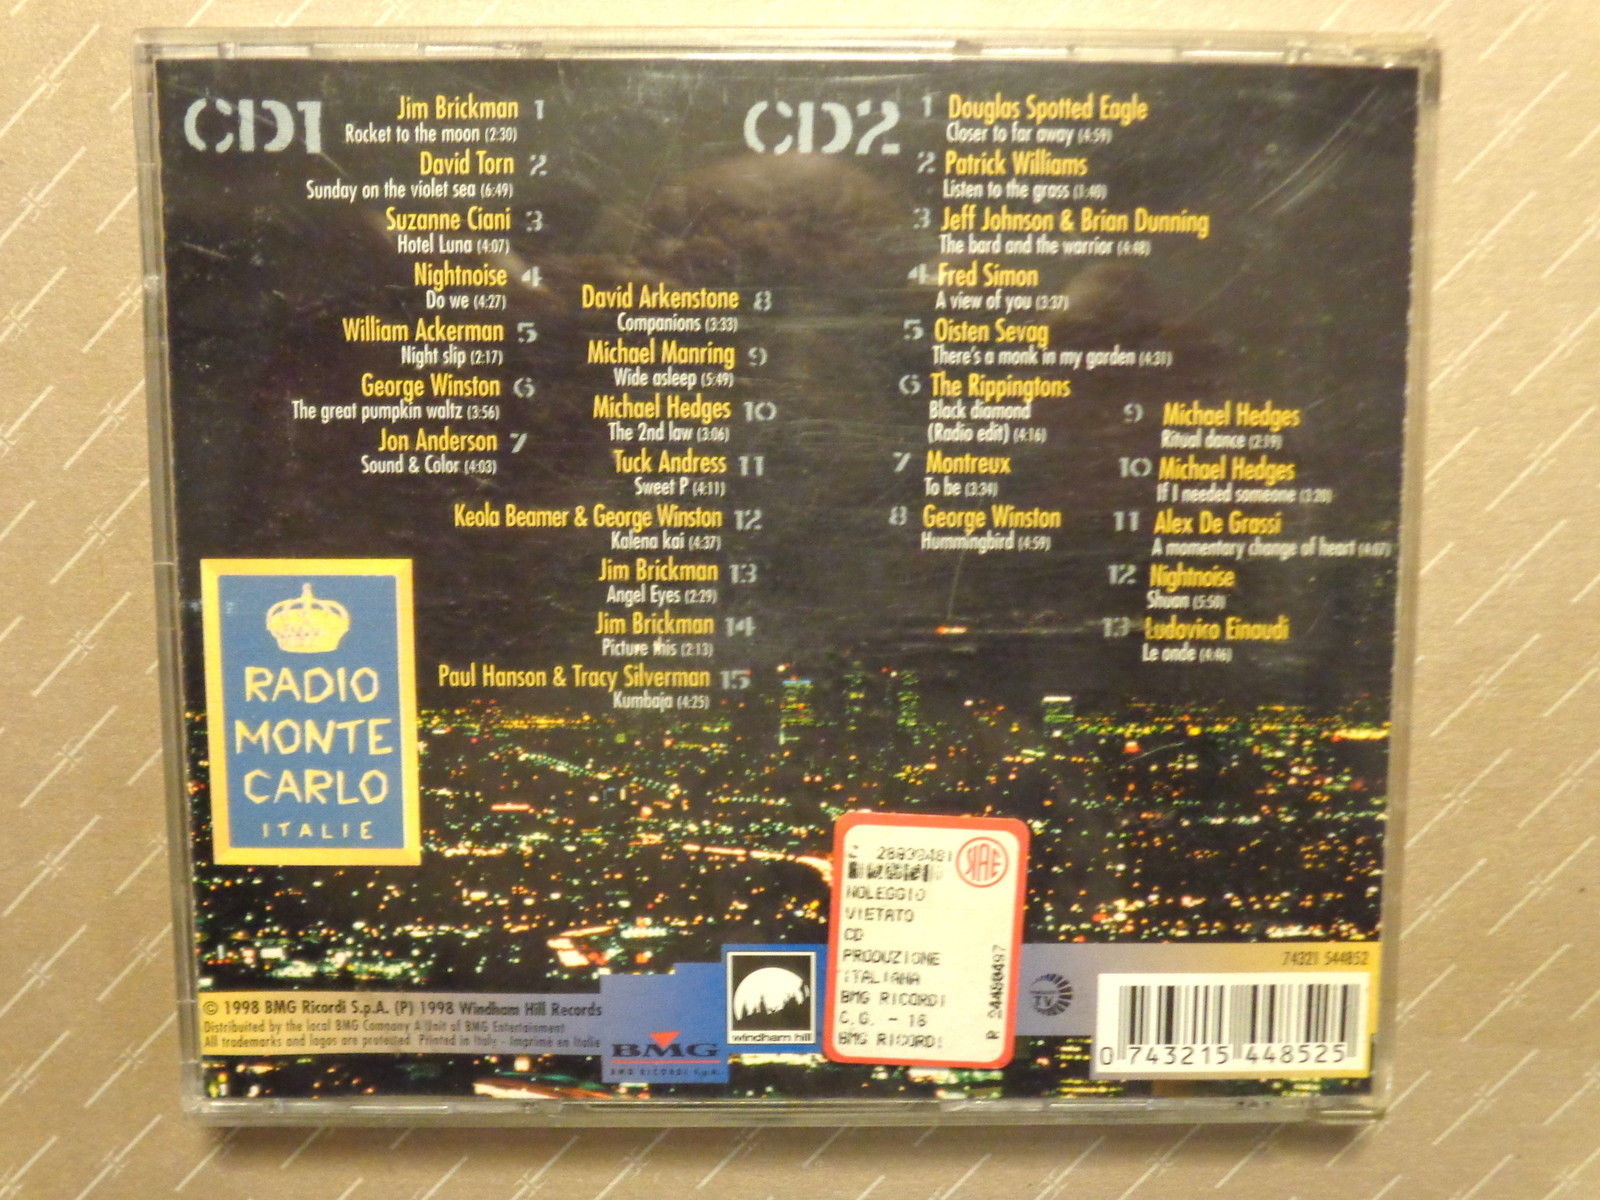 CD1
Jim Brickman 1
Rocket to the moon (2:30)
David Torn 2
Sunday on the violet sea (6:49)
Suzanne Ciani 3
Hotel Luna (4:07)
Nightnoise 4
Do we (4:27)
William Ackerman 5
Night slip (2:17)
George Winston 6
The great pumpkin waltz (3:56)
Jon Anderson 7
Sound & Color (4:03)
David Arkenstone 8
Companions (3:33)
Michael Manring 9
Wide asleep (5:49)
Michael Hedges 10
The 2nd law (3:06)
Tuck Andress 11
Sweet P (4:11)
Keola Beamer & George Winston 12
Kalena kai (4:37)
Jim Brickman 13
Angel Eyes (2:29)
Jim Brickman 14
Picture this (2:13)
Paul Hanson & Tracy Silverman 15
Kumbaja (4:25)
CD2
1 Douglas Spotted Eagle
Closer to far away (4:59)
2 Patrick Williams
Listen to the grass (1:40)
3 Jeff Johnson & Brian Dunning
The bard and the warrior (4:48)
4 Fred Simon
A view of you (3:37)
5 Oisten Sevag
There's a monk in my garden (4:31)
6 The Rippingtons
Black diamond
(Radio edit) (4:16)
7 Montreux
To be (3:34)
8 George Winston
Hummingbird (4:59)
9 Michael Hedges
Ritual dance (2:19)
10 Michael Hedges
If I needed someone (3:20)
11 Alex De Grassi
A momentary change of heart (4:07)
12 Nightnoise
Shuan (5:50)
13 Ludovico Einaudi
Le onde (4:46)
RADIO
MONTE
CARLO
ITALIE
© 1998 BMG Ricordi S.p.A. (P) 1998 Windham Hill Records
Distribuited by the local BMG Company A Unit of BMG Entertainment
All trademarks and logos are protected Printed in Italy - Imprimé en Italie
BMG
BMG RICORDI S.p.A.
windham hill
NOLEGGIO
VIETATO
CD
PRODUZIONE
ITALIANA
BMG RICORDI
C.G. - 16
BMG RICORDI
P 24480497
TV
74321 544852
0 743215 448525